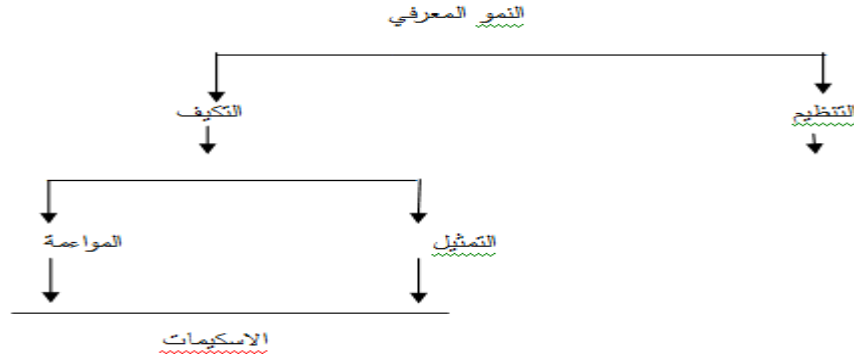 النمو المعرفي
التنظيم
التكيف
التمثيل
المواءمة
الاسكيمات